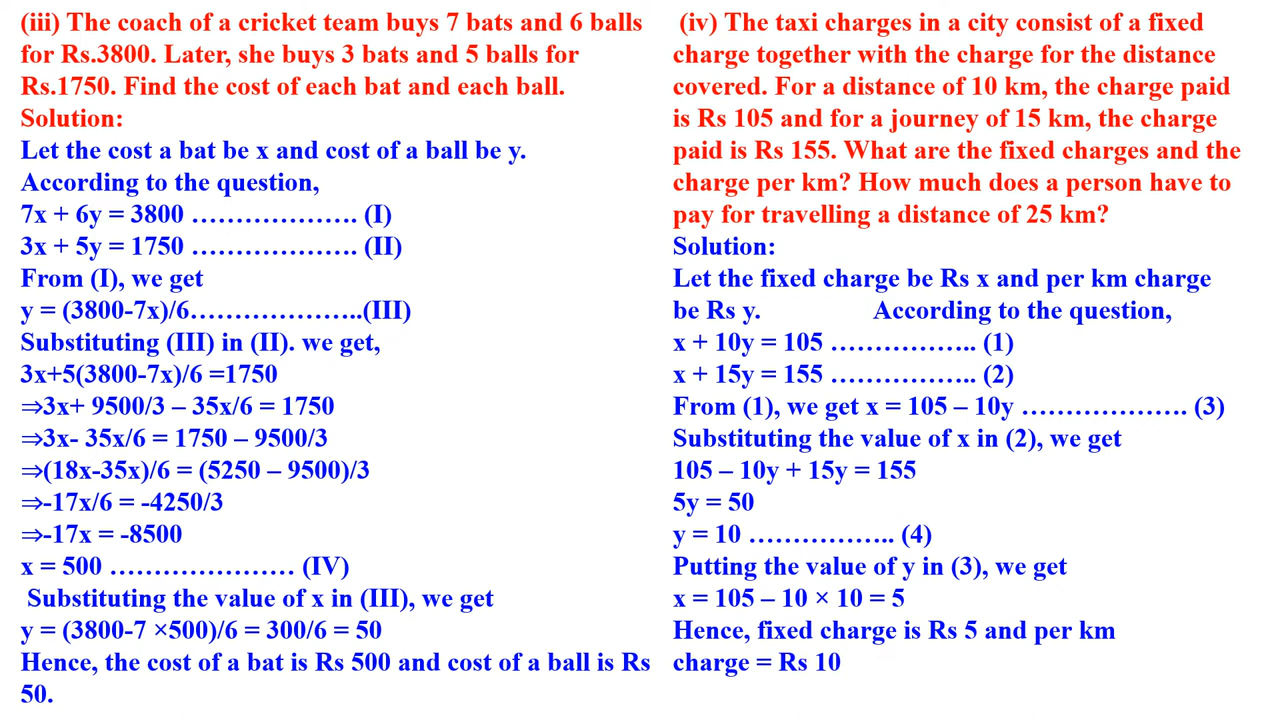 (iii) The coach of a cricket team buys 7 bats and 6 balls
for Rs.3800. Later, she buys 3 bats and 5 balls for
Rs.1750. Find the cost of each bat and each ball.
Solution:
Let the cost a bat be x and cost of a ball be y.
According to the question,
7x + 6y = 3800 ………………. (I)
3x + 5y = 1750 ………………. (II)
From (I), we get
y = (3800-7x)/6………………..(III)
Substituting (III) in (II). we get,
3x+5(3800-7x)/6 =1750
⇒3x+ 9500/3 – 35x/6 = 1750
⇒3x- 35x/6 = 1750 – 9500/3
⇒(18x-35x)/6 = (5250 – 9500)/3
⇒-17x/6 = -4250/3
⇒-17x = -8500
x = 500 ………………… (IV)
Substituting the value of x in (III), we get
y = (3800-7 ×500)/6 = 300/6 = 50
Hence, the cost of a bat is Rs 500 and cost of a ball is Rs
50.
(iv) The taxi charges in a city consist of a fixed
charge together with the charge for the distance
covered. For a distance of 10 km, the charge paid
is Rs 105 and for a journey of 15 km, the charge
paid is Rs 155. What are the fixed charges and the
charge per km? How much does a person have to
pay for travelling a distance of 25 km?
Solution:
Let the fixed charge be Rs x and per km charge
be Rs y. According to the question,
x + 10y = 105 …………….. (1)
x + 15y = 155 …………….. (2)
From (1), we get x = 105 – 10y ………………. (3)
Substituting the value of x in (2), we get
105 – 10y + 15y = 155
5y = 50
y = 10 …………….. (4)
Putting the value of y in (3), we get
x = 105 – 10 × 10 = 5
Hence, fixed charge is Rs 5 and per km
charge = Rs 10